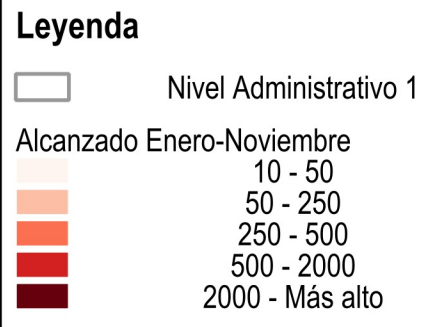 Leyenda
Nivel Administrativo 1
Alcanzado Enero-Noviembre
10 - 50
50 - 250
250 - 500
500 - 2000
2000 - Más alto